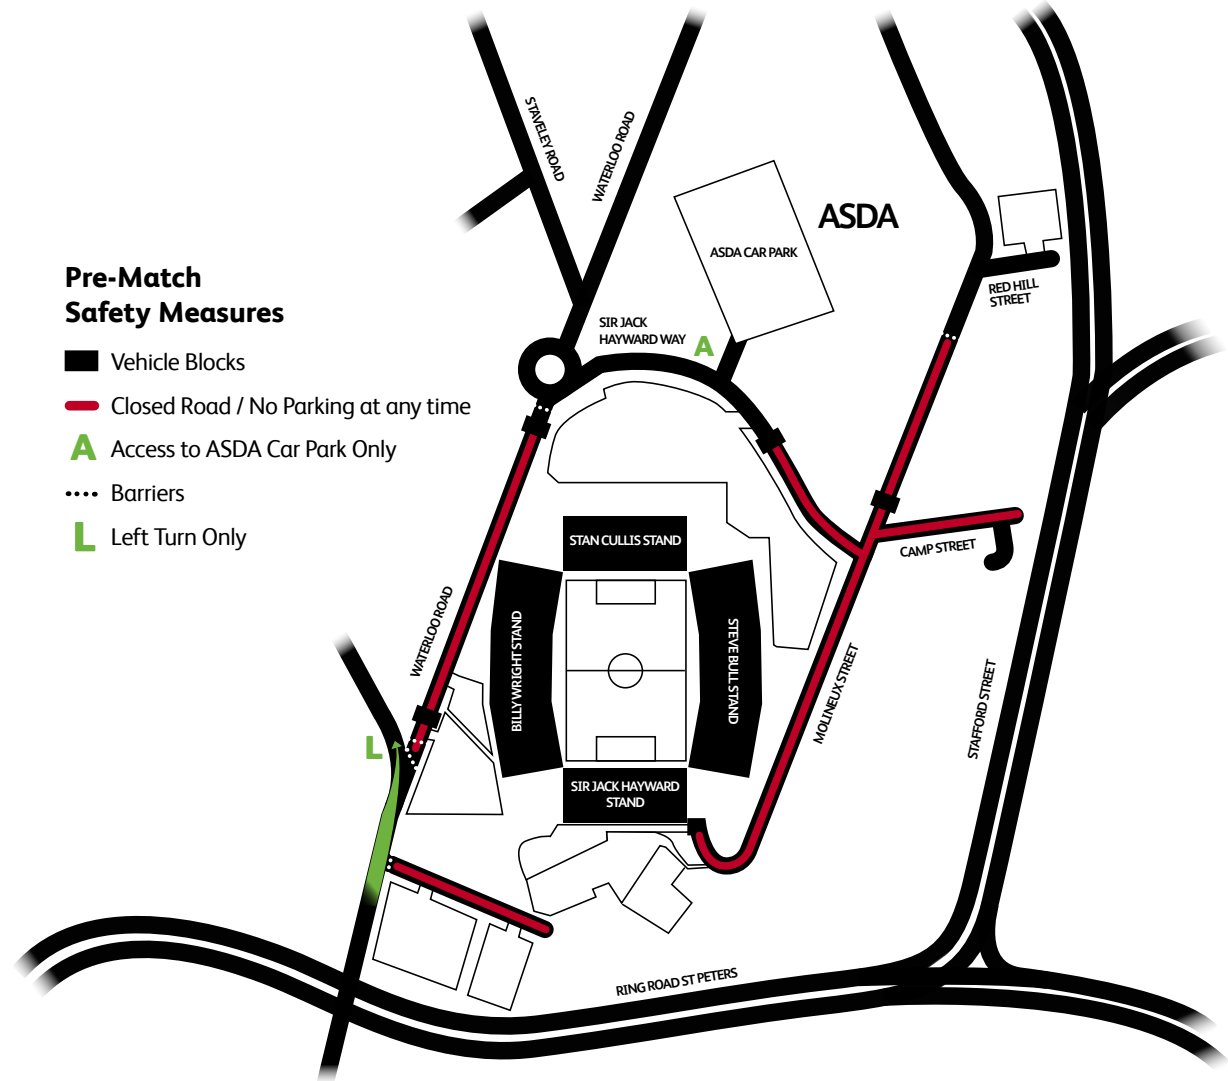 STAVELEY ROAD
WATERLOO ROAD
ASDA
ASDA CAR PARK
Pre-Match
Safety Measures
Vehicle Blocks
Closed Road / No Parking at any time
A Access to ASDA Car Park Only
Barriers
L Left Turn Only
RED HILL
STREET
SIR JACK
HAYWARD WAY
A
STAN CULLIS STAND
CAMP STREET
WATERLOO ROAD
BILLY WRIGHT STAND
STEVE BULL STAND
MOLINEUX STREET
STAFFORD STREET
L
SIR JACK HAYWARD
STAND
RING ROAD ST PETERS